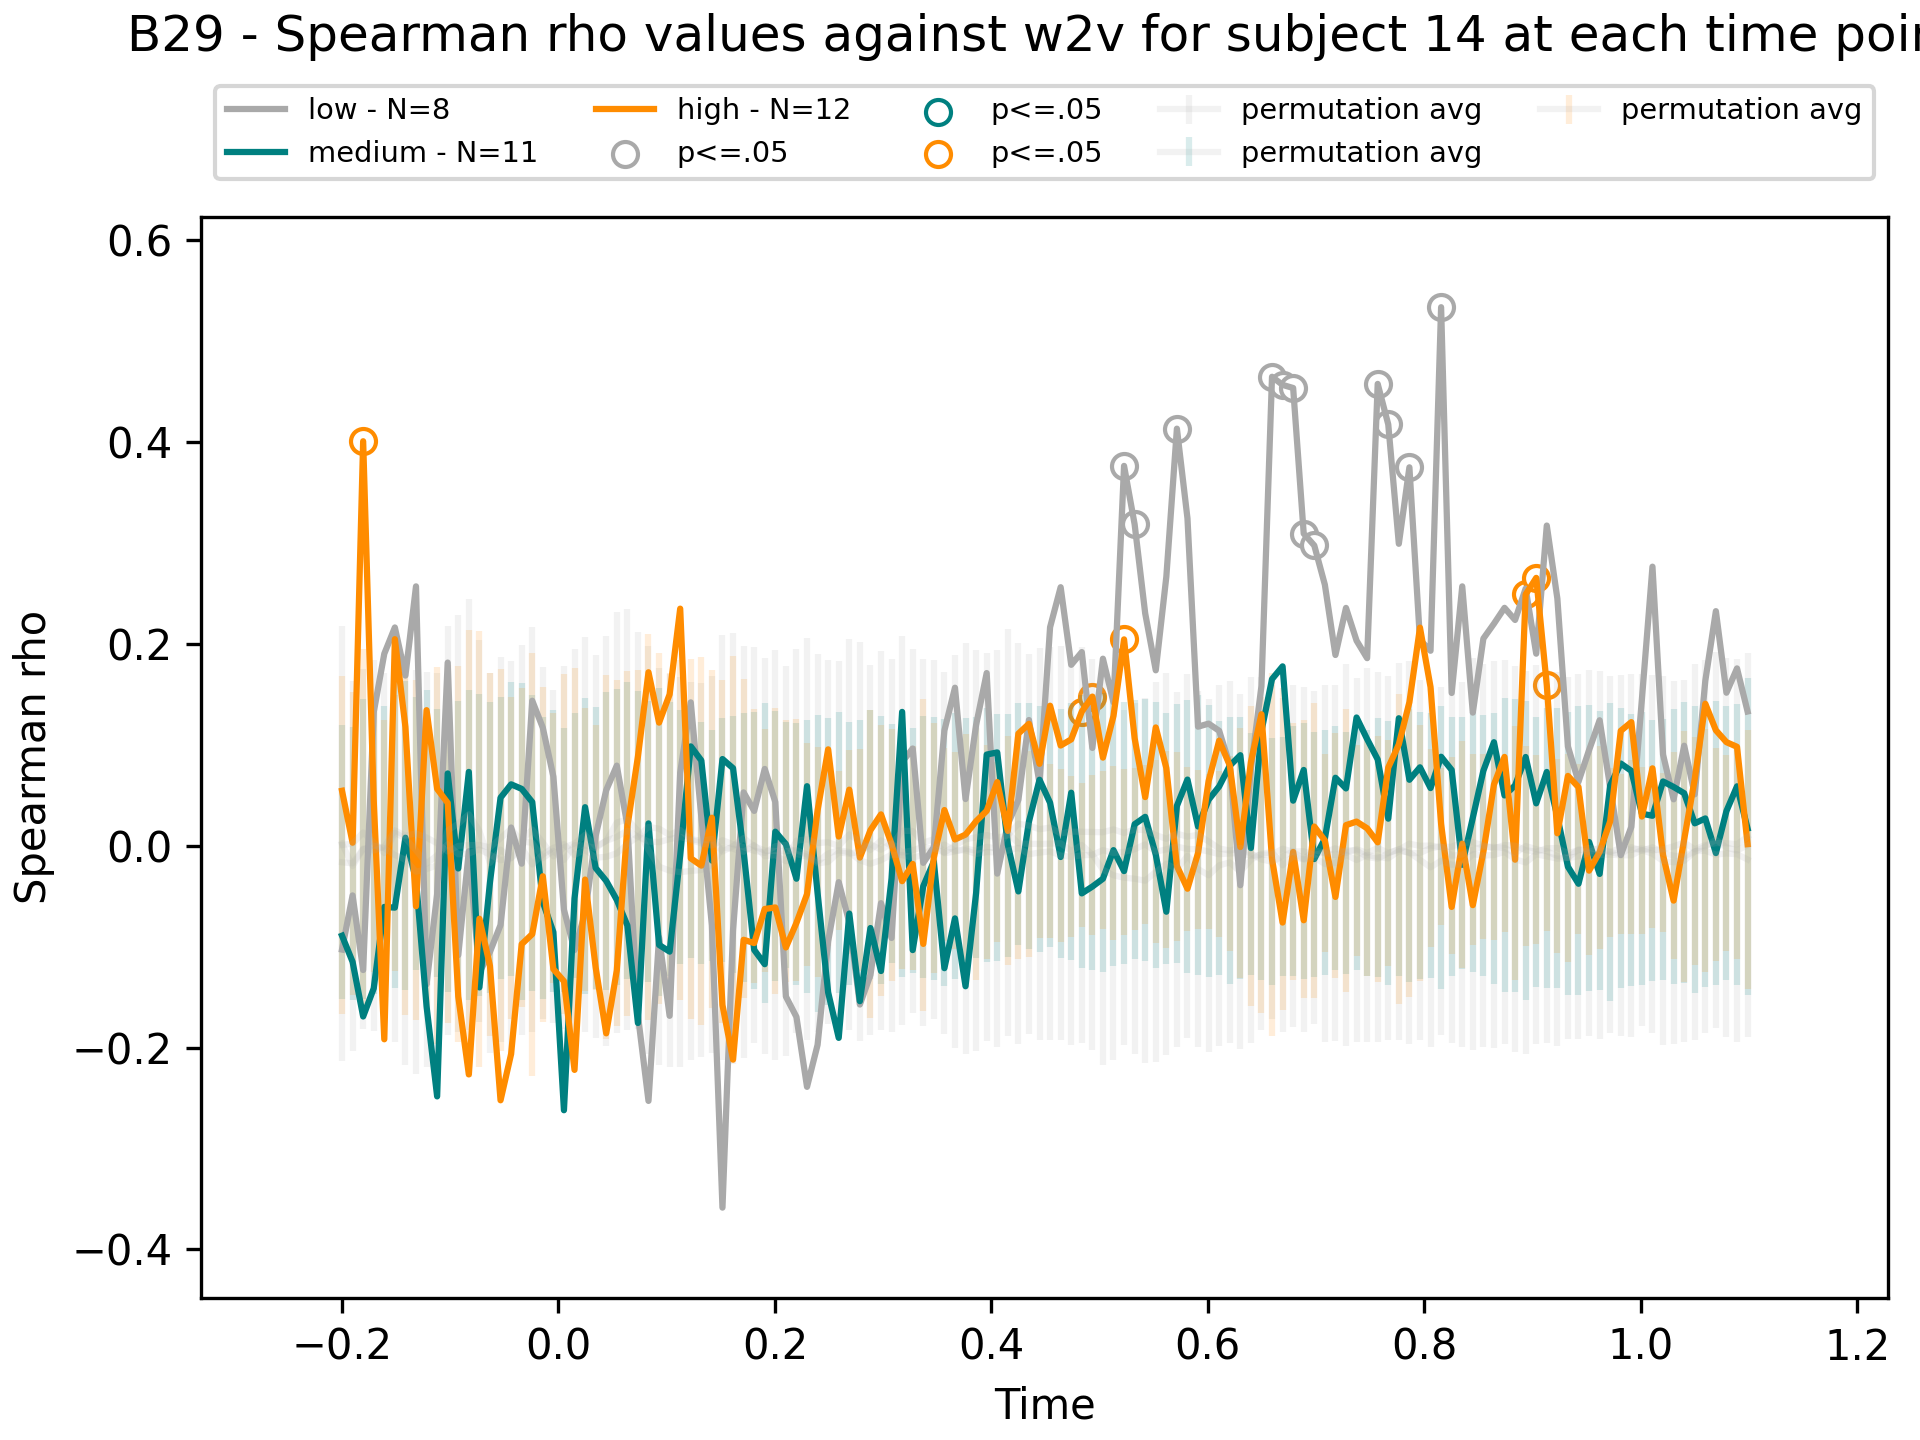 B29 - Spearman rho values against w2v for subject 14 at each time poi
low - N=8
medium - N=11
high - N=12
p<=.05
p<=.05
p<=.05
permutation avg
permutation avg
permutation avg
Spearman rho
0.6
0.4
0.2
0.0
−0.2
−0.4
−0.2
0.0
0.2
0.4
0.6
0.8
1.0
1.2
Time